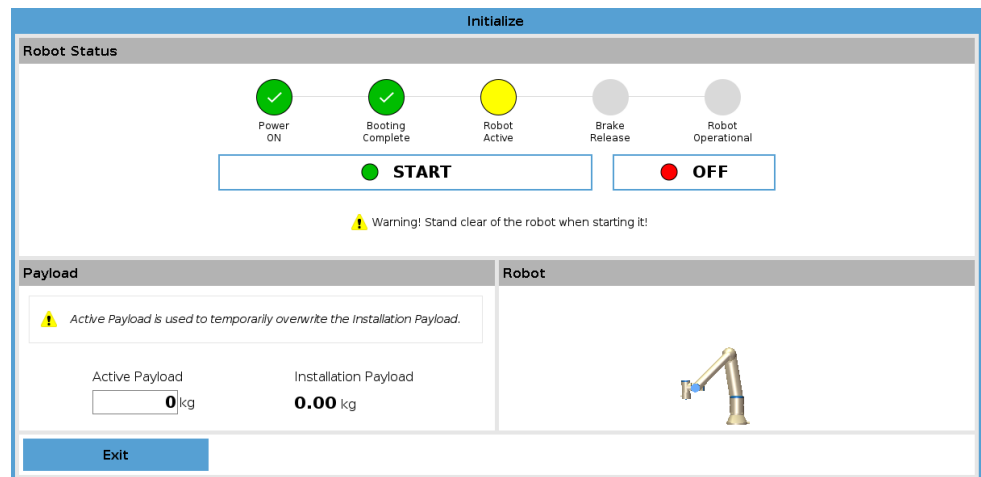 Initialize
Robot Status
Power
ON
Booting
Complete
Robot
Active
Brake
Release
Robot
Operational
START
OFF
Warning! Stand clear of the robot when starting it!
Payload
Robot
Active Payload is used to temporarily overwrite the Installation Payload.
Active Payload
Installation Payload
0 kg
0.00 kg
Exit